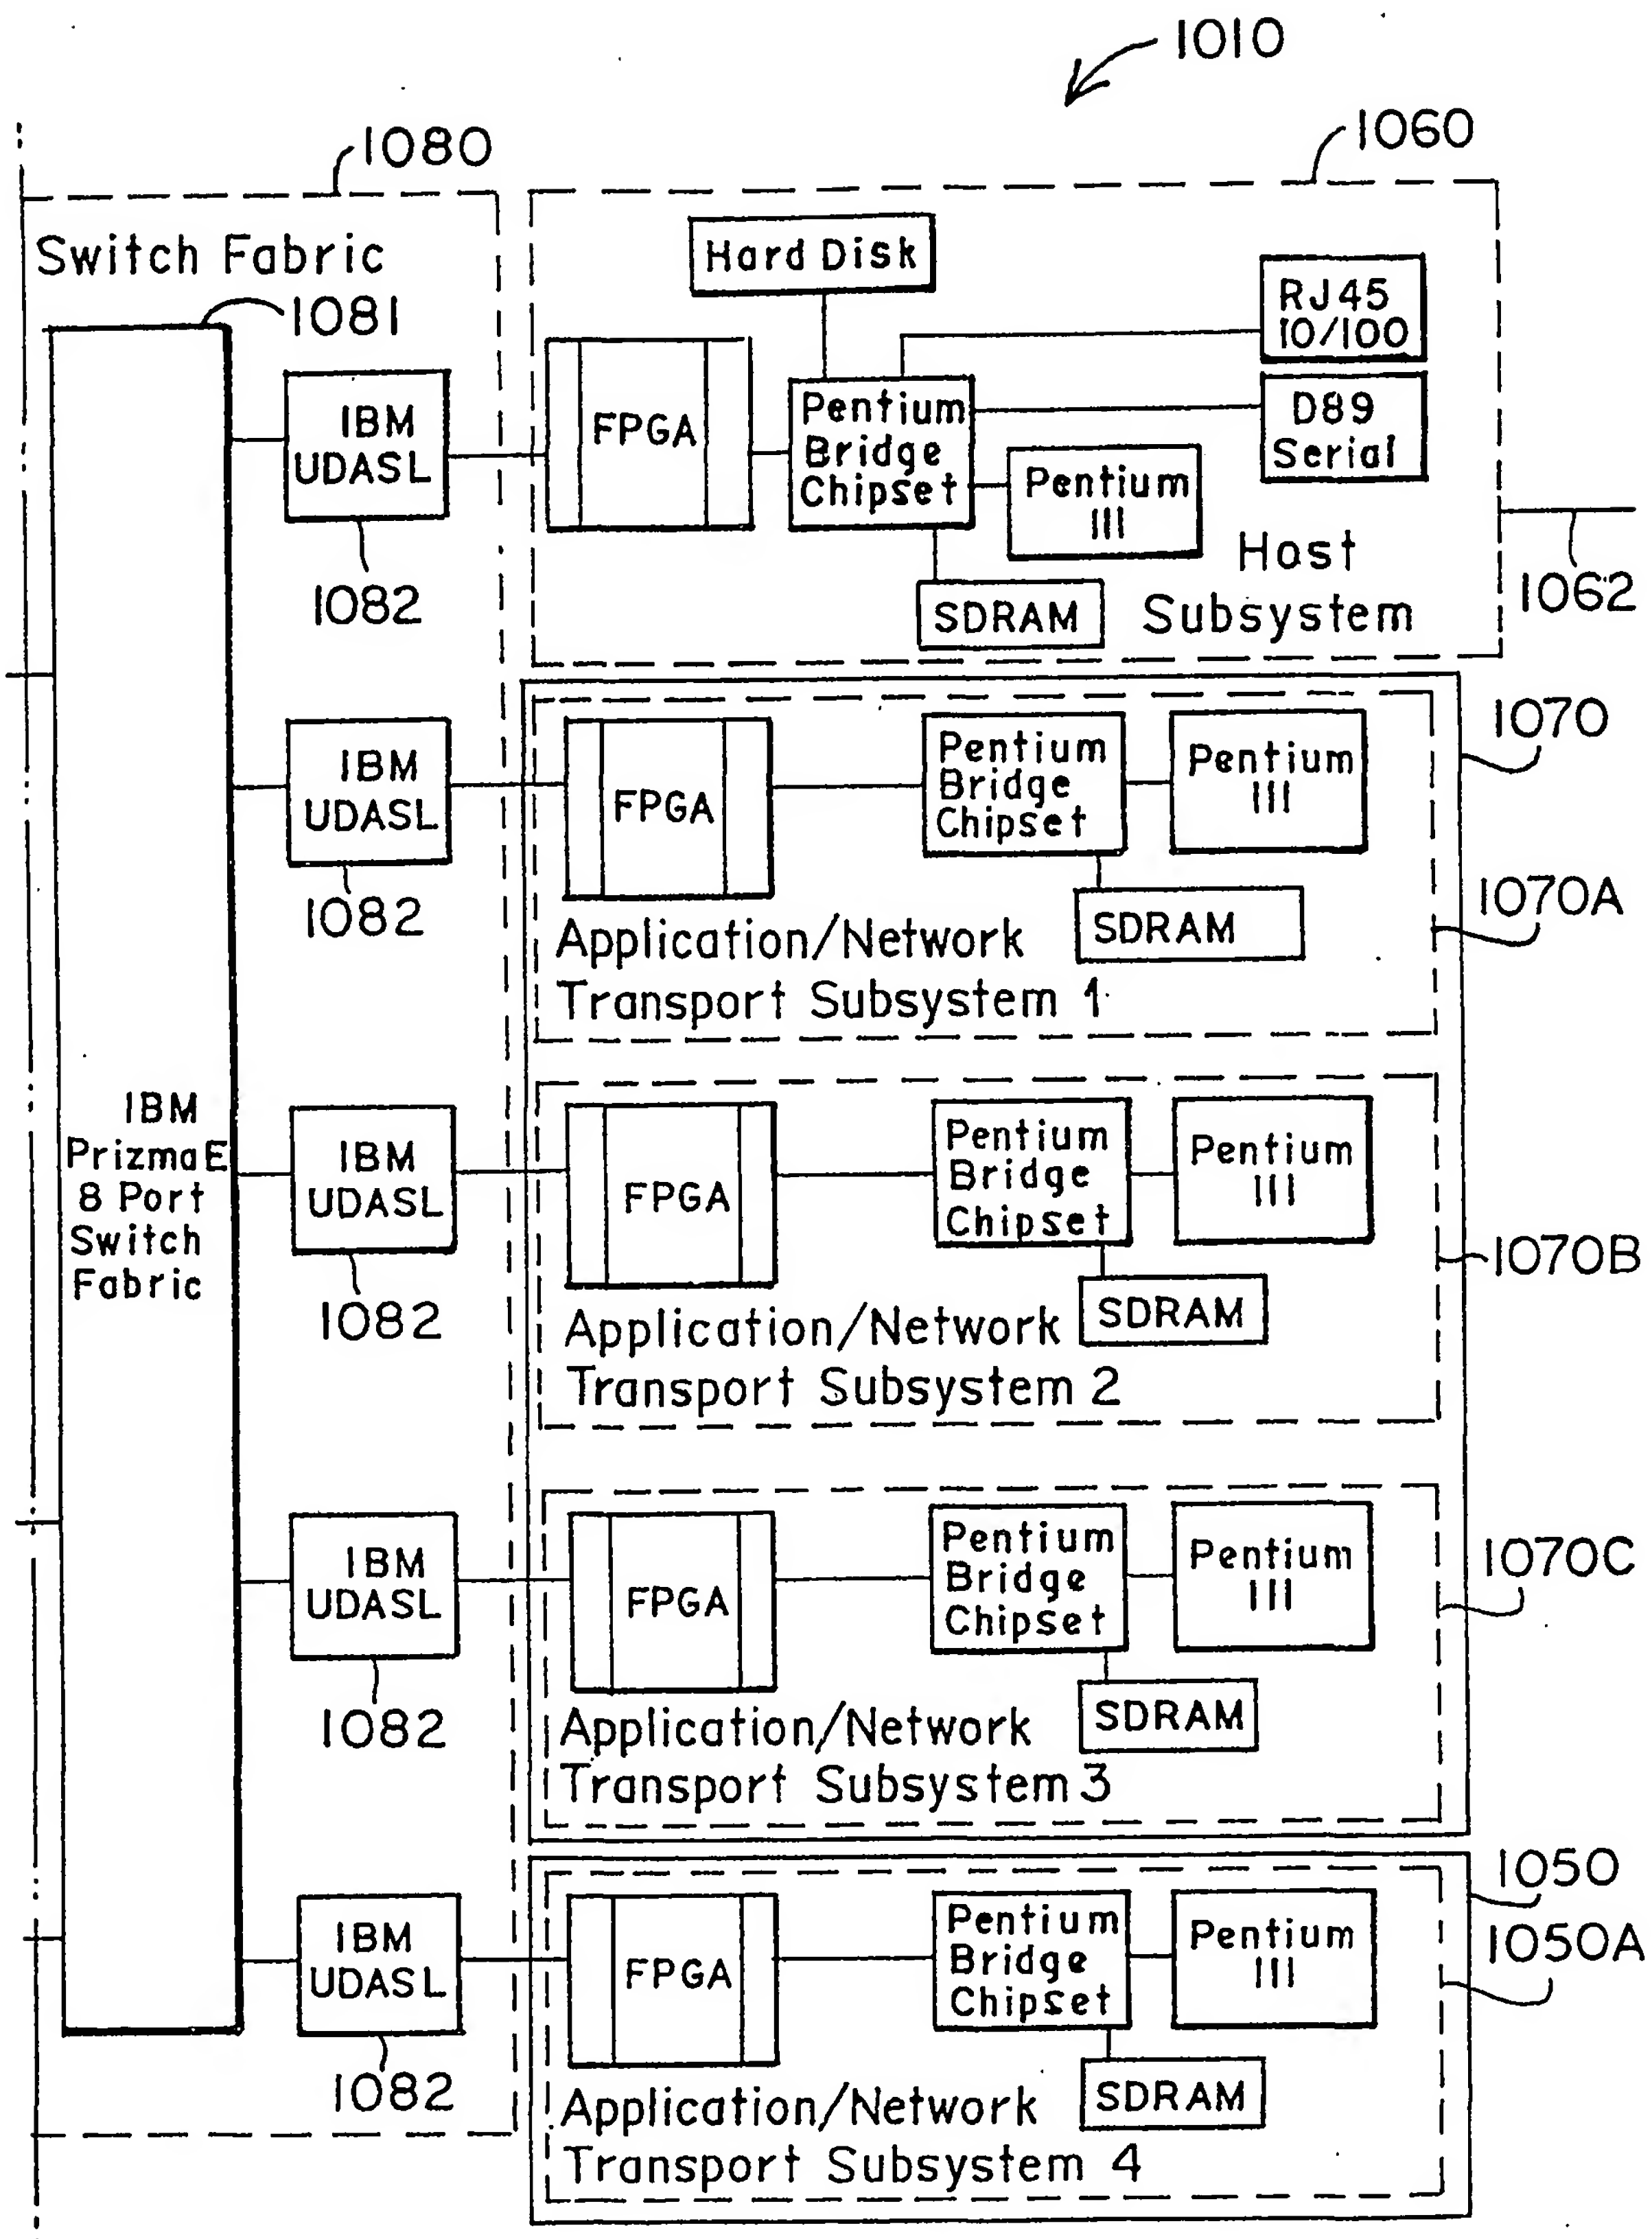 1010
1080
1060
Switch Fabric
1081
Hard Disk
RJ45
10/100
IBM
UDASL
FPGA
Pentium
Bridge
Chipset
D89
Serial
Pentium
III
Host
Subsystem
SDRAM
1082
1062
IBM
UDASL
FPGA
Pentium
Bridge
Chipset
Pentium
III
1070
1082
SDRAM
1070A
Application/Network
Transport Subsystem 1
IBM
PrizmaE
8 Port
Switch
Fabric
IBM
UDASL
FPGA
Pentium
Bridge
Chipset
Pentium
III
1070B
1082
SDRAM
Application/Network
Transport Subsystem 2
IBM
UDASL
FPGA
Pentium
Bridge
Chipset
Pentium
III
1070C
1082
SDRAM
Application/Network
Transport Subsystem 3
1050
IBM
UDASL
FPGA
Pentium
Bridge
Chipset
Pentium
III
1050A
1082
SDRAM
Application/Network
Transport Subsystem 4